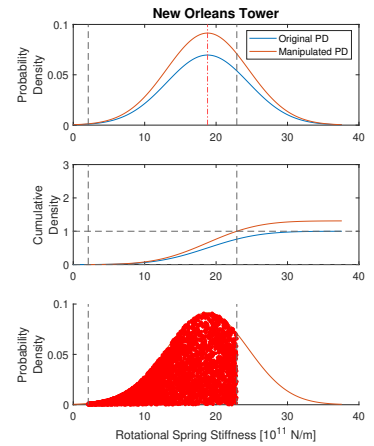 New Orleans Tower
0.1
0.05
0
Probability
Density
Original PD
Manipulated PD
0 10 20 30 40
3
2
1
0
Cumulative
Density
0 10 20 30 40
0.1
0.05
0
Probability
Density
0 10 20 30 40
Rotational Spring Stiffness [10^11 N/m]